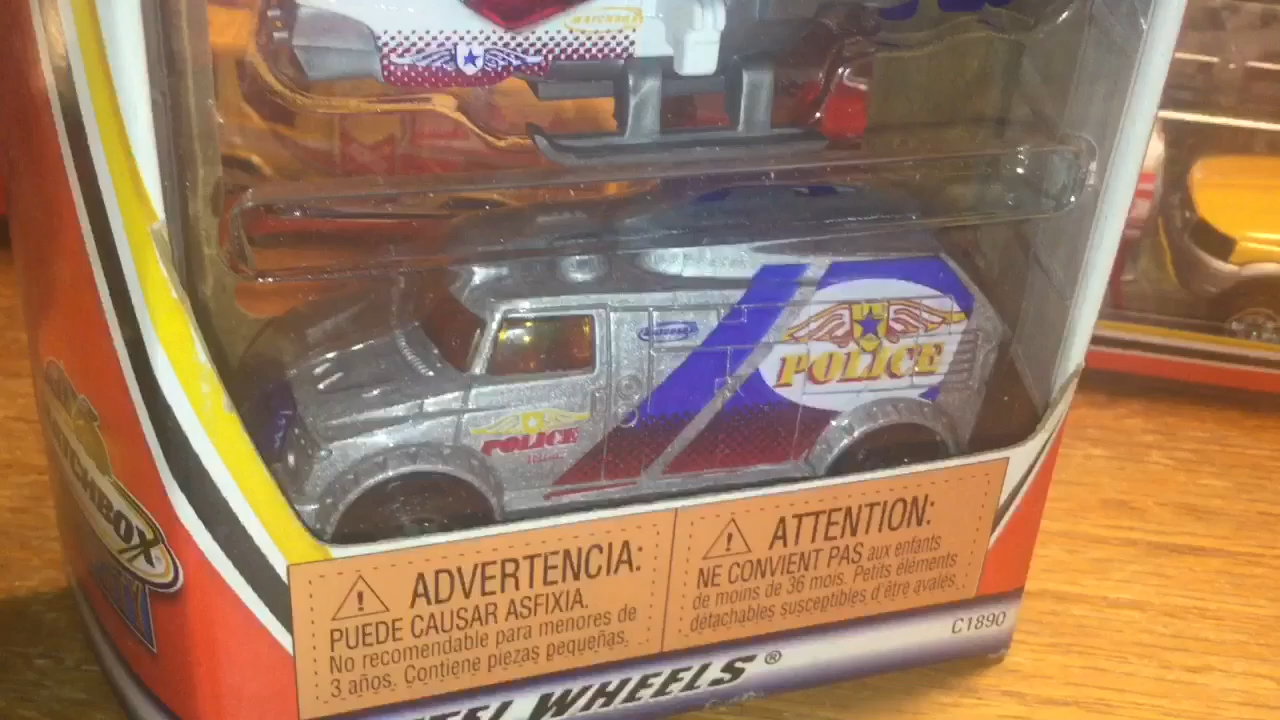 MATCHBOX
POLICE
POLICE
MATCHBOX
ADVERTENCIA:
PUEDE CAUSAR ASFIXIA.
No recomendable para menores de
3 años. Contiene piezas pequeñas.
ATTENTION:
NE CONVIENT PAS aux enfants
de moins de 36 mois. Petits éléments
détachables susceptibles d'être avalés.
C1890
WHEELS®